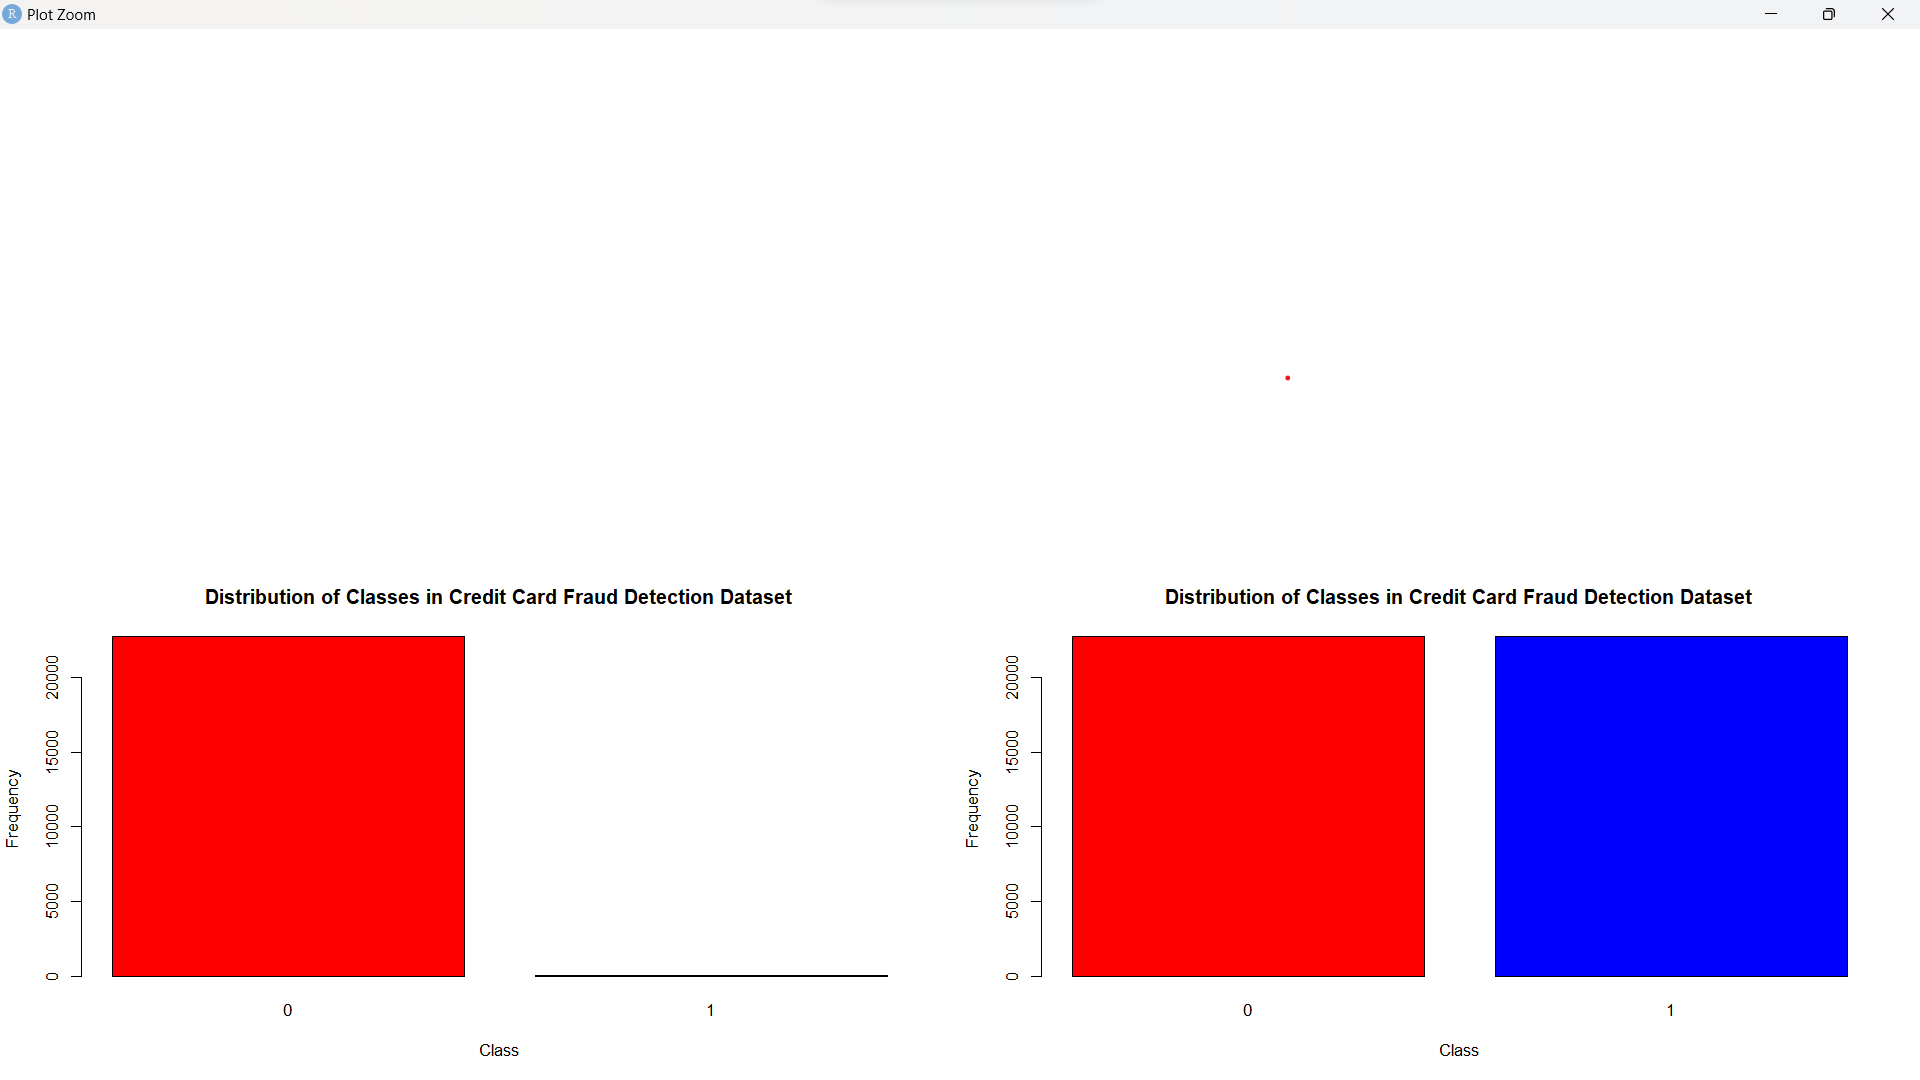 R Plot Zoom
Distribution of Classes in Credit Card Fraud Detection Dataset
Frequency
20000
15000
10000
5000
0
0 1
Class
Distribution of Classes in Credit Card Fraud Detection Dataset
Frequency
20000
15000
10000
5000
0
0 1
Class